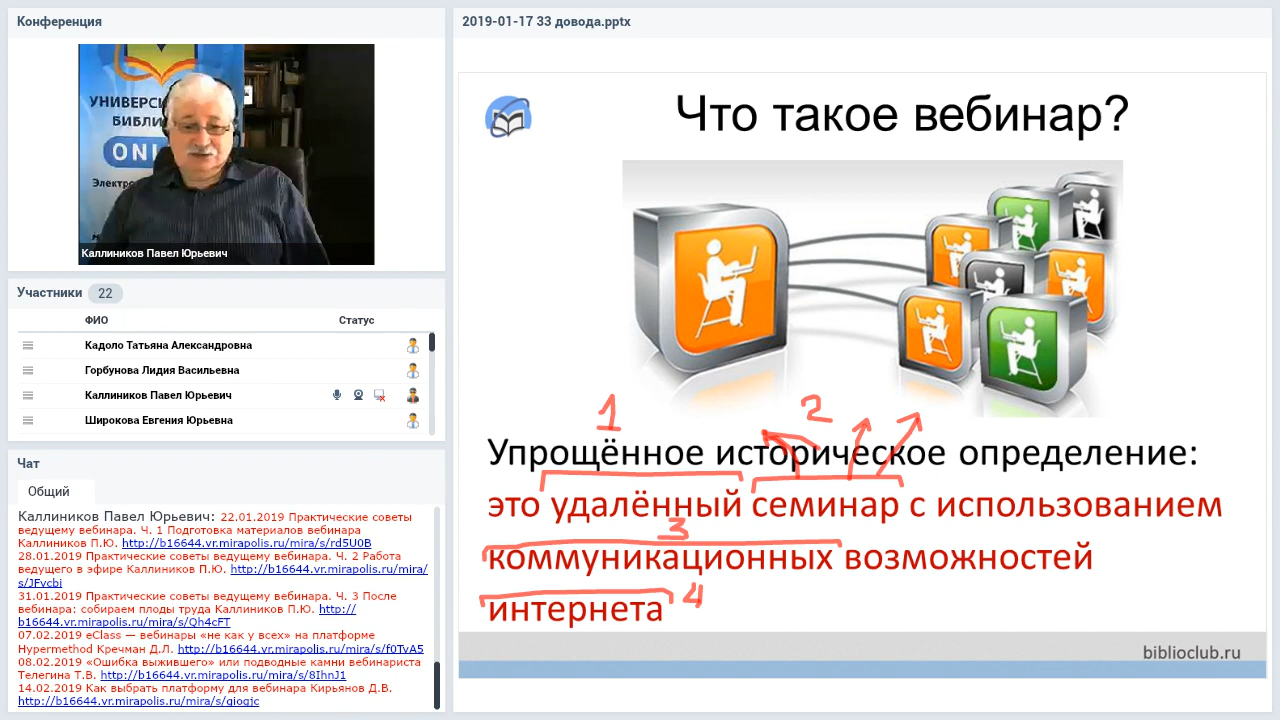 Конференция
УНИВЕРСИ
БИБЛИ
ONLI
Электро
Каллиников Павел Юрьевич
Участники 22
ФИО Статус
Кадоло Татьяна Александровна
Горбунова Лидия Васильевна
Каллиников Павел Юрьевич
Широкова Евгения Юрьевна
Чат
Общий
Каллиников Павел Юрьевич: 22.01.2019 Практические советы
ведущему вебинара. Ч. 1 Подготовка материалов вебинара
Каллиников П.Ю. http://b16644.vr.mirapolis.ru/mira/s/rd5U0B
28.01.2019 Практические советы ведущему вебинара. Ч. 2 Работа
ведущего в эфире Каллиников П.Ю. http://b16644.vr.mirapolis.ru/mira/
s/JFvcbi
31.01.2019 Практические советы ведущему вебинара. Ч. 3 После
вебинара: собираем плоды труда Каллиников П.Ю. http://
b16644.vr.mirapolis.ru/mira/s/Qh4cFT
07.02.2019 eClass — вебинары «не как у всех» на платформе
Hypermethod Кречман Д.Л. http://b16644.vr.mirapolis.ru/mira/s/f0TvA5
08.02.2019 «Ошибка выжившего» или подводные камни вебинариста
Телегина Т.В. http://b16644.vr.mirapolis.ru/mira/s/8IhnJ1
14.02.2019 Как выбрать платформу для вебинара Кирьянов Д.В.
http://b16644.vr.mirapolis.ru/mira/s/gioqjc
2019-01-17 33 довода.pptx
Что такое вебинар?
1 2
Упрощённое историческое определение:
это удалённый семинар с использованием
3
коммуникационных возможностей
интернета 4
biblioclub.ru